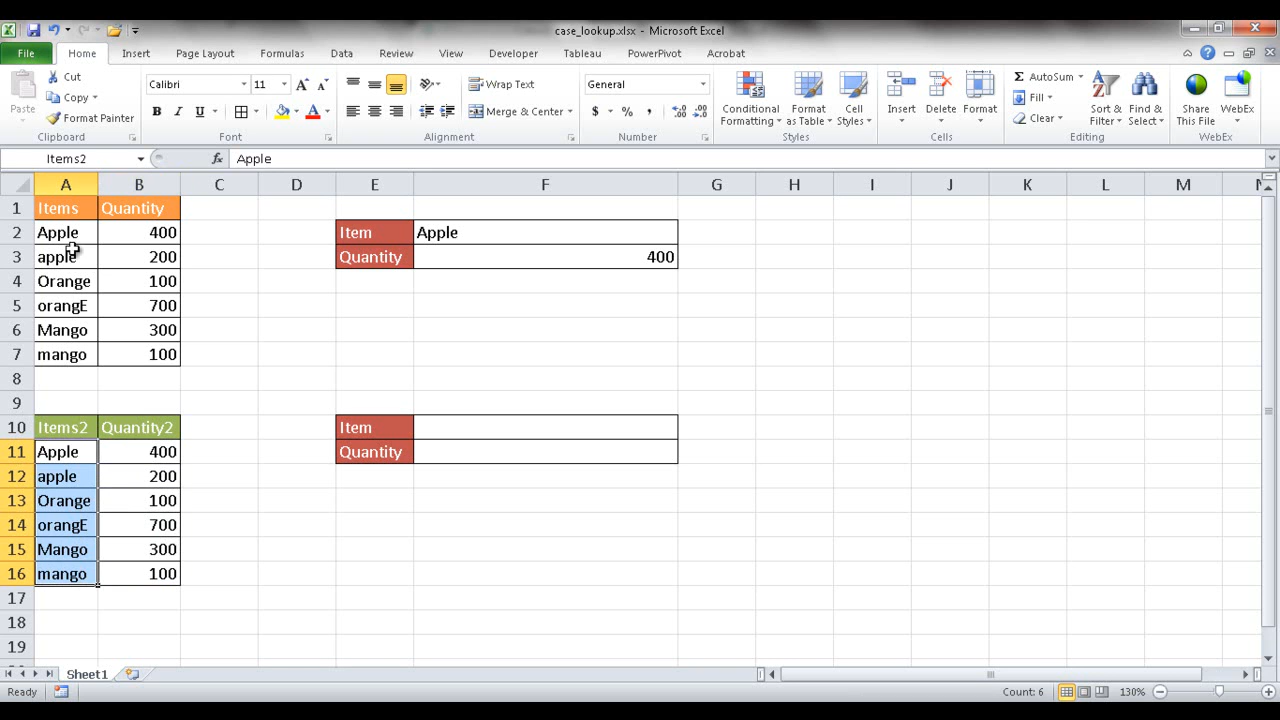 Case_lookup.xlsx - Microsoft Excel
File Home Insert Page Layout Formulas Data Review View Developer Tableau PowerPivot Acrobat
Paste Cut Copy Format Painter Clipboard
Calibri 11 A A B I U A Font
Wrap Text Merge & Center Alignment
General $ % , Number
Conditional Formatting Format as Table Cell Styles Styles
Insert Delete Format Cells
Σ AutoSum Fill Clear Sort & Filter Find & Select Editing
Share This File WebEx WebEx
Items2 fx Apple
A B C D E F G H I J K L M
1 Items Quantity
2 Apple 400 Item Apple
3 apple 200 Quantity 400
4 Orange 100
5 orangE 700
6 Mango 300
7 mango 100
8
9
10 Items2 Quantity2 Item
11 Apple 400 Quantity
12 apple 200
13 Orange 100
14 orangE 700
15 Mango 300
16 mango 100
17
18
19
Sheet1
Ready Count: 6 130%